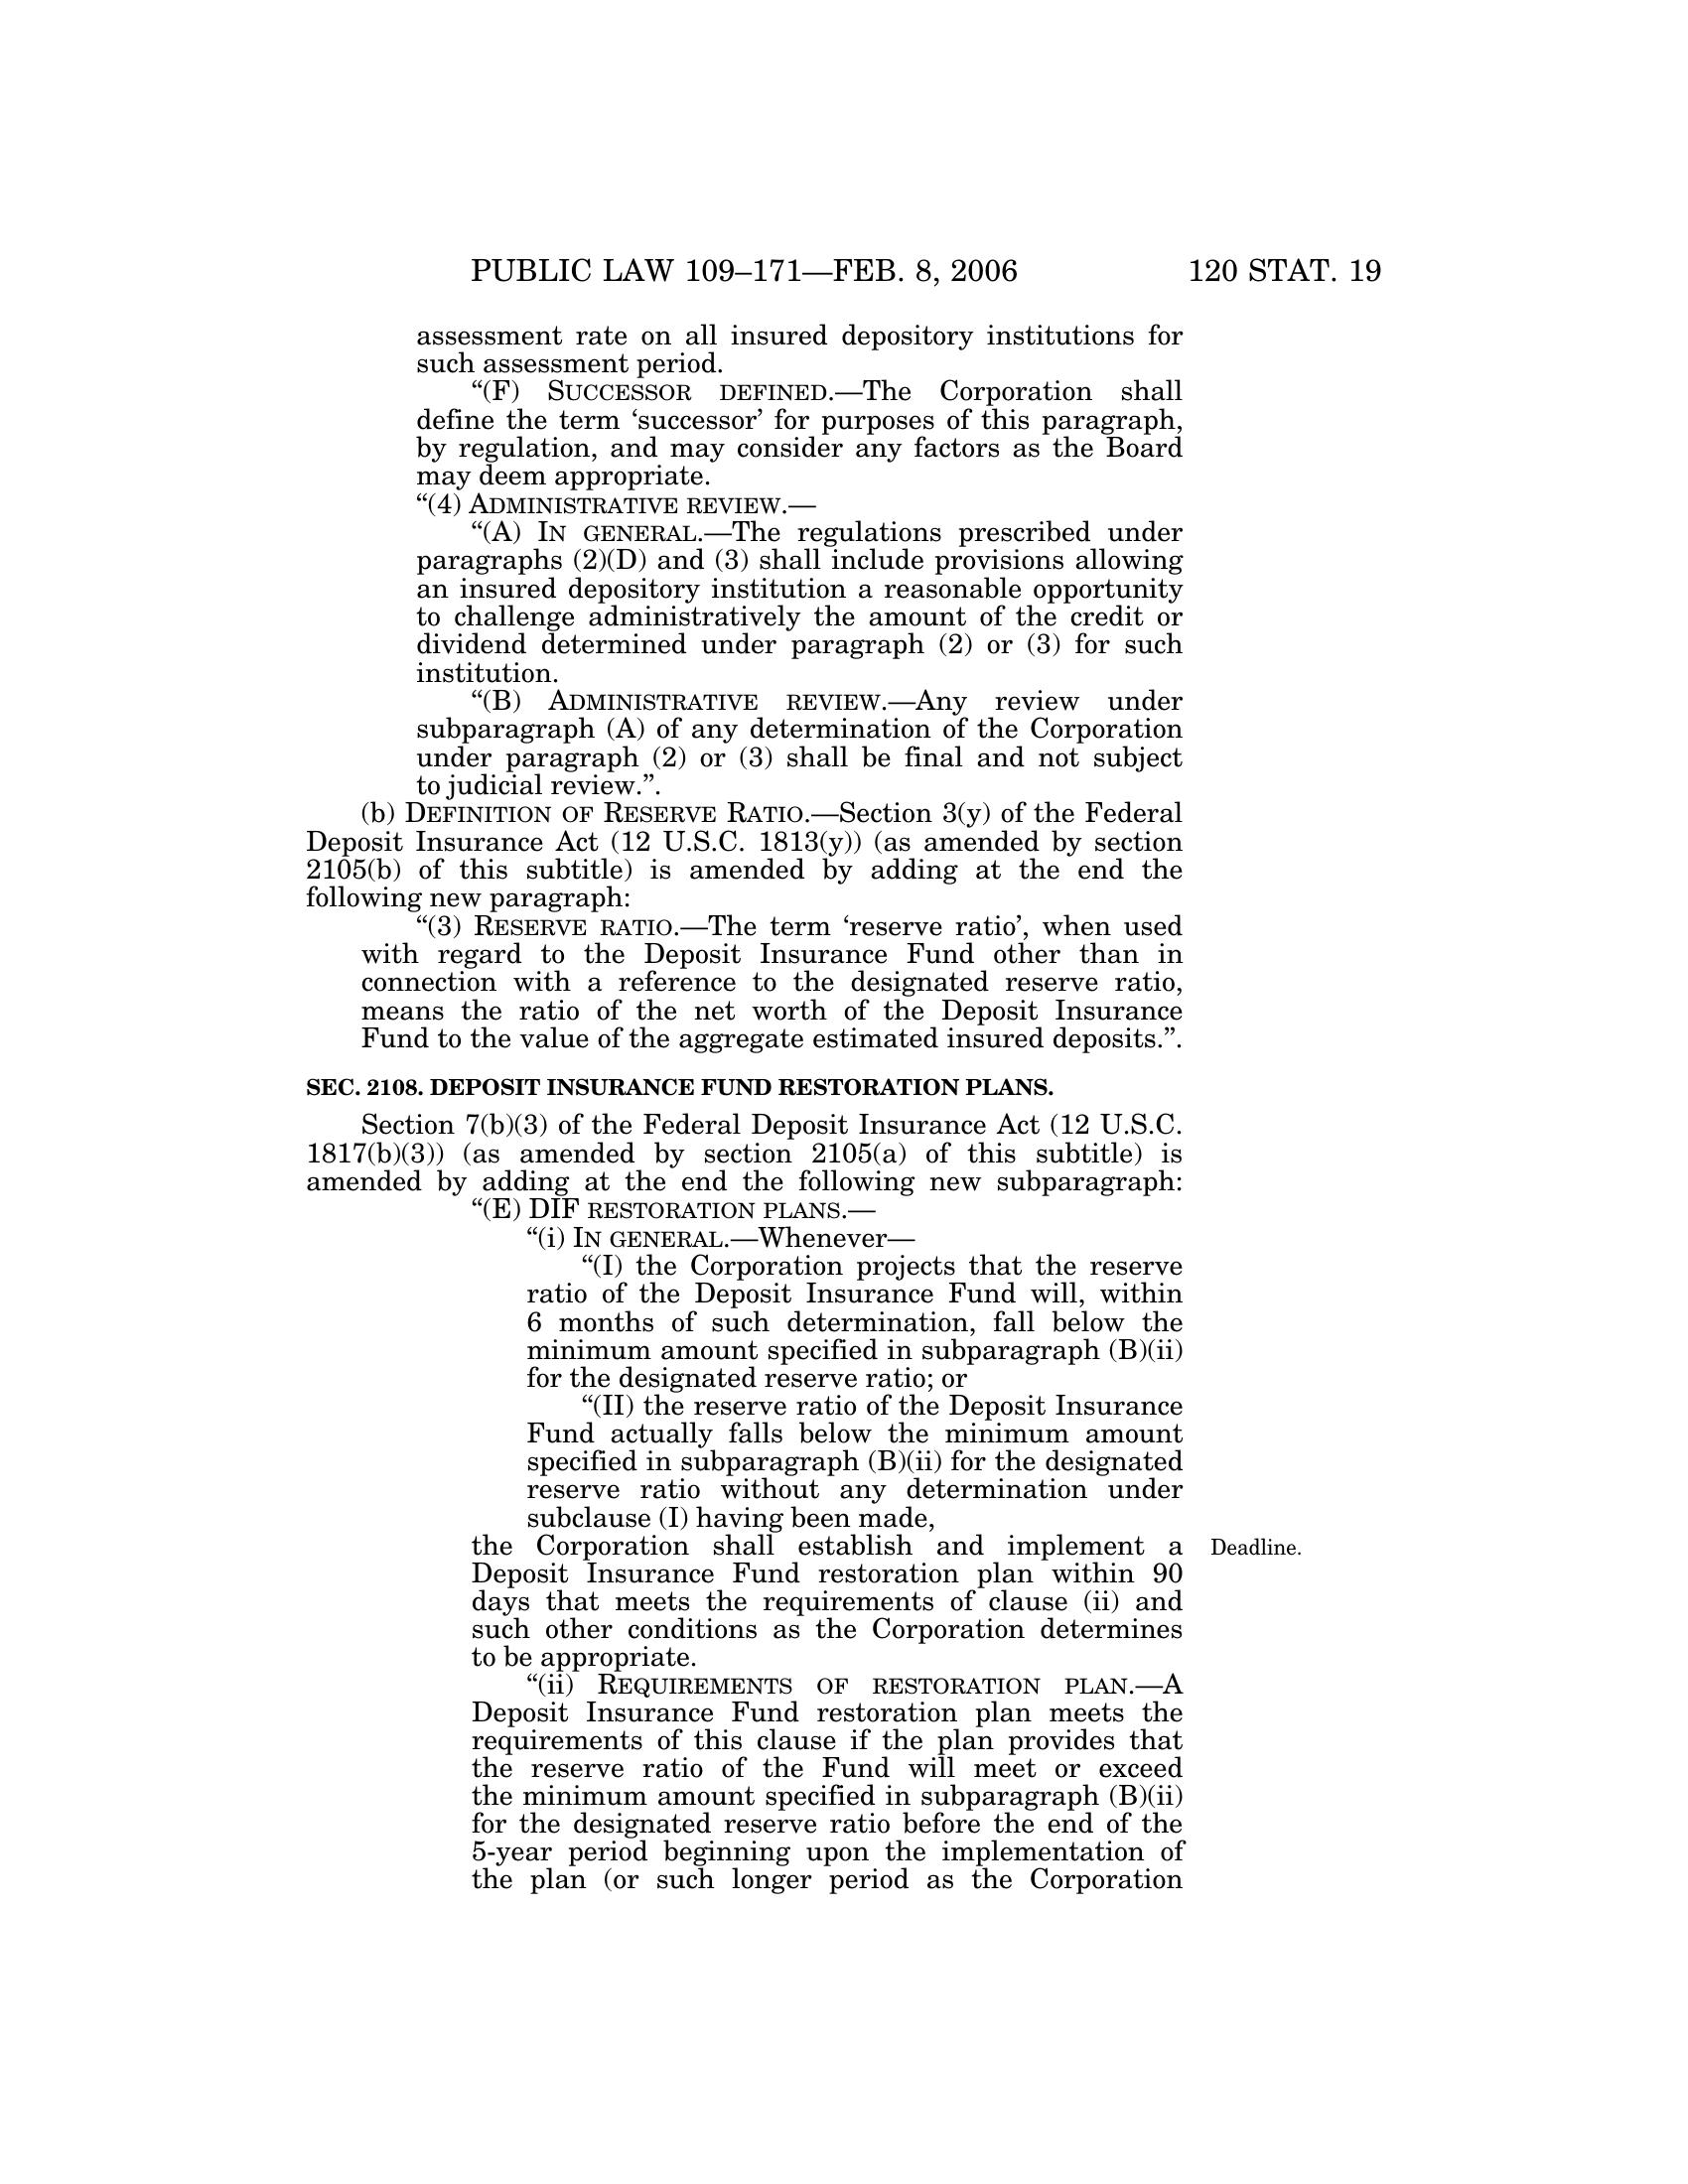 PUBLIC LAW 109–171—FEB. 8, 2006 120 STAT. 19
assessment rate on all insured depository institutions for
such assessment period.
“(F) SUCCESSOR DEFINED.—The Corporation shall
define the term ‘successor’ for purposes of this paragraph,
by regulation, and may consider any factors as the Board
may deem appropriate.
“(4) ADMINISTRATIVE REVIEW.—
“(A) IN GENERAL.—The regulations prescribed under
paragraphs (2)(D) and (3) shall include provisions allowing
an insured depository institution a reasonable opportunity
to challenge administratively the amount of the credit or
dividend determined under paragraph (2) or (3) for such
institution.
“(B) ADMINISTRATIVE REVIEW.—Any review under
subparagraph (A) of any determination of the Corporation
under paragraph (2) or (3) shall be final and not subject
to judicial review.”.
(b) DEFINITION OF RESERVE RATIO.—Section 3(y) of the Federal
Deposit Insurance Act (12 U.S.C. 1813(y)) (as amended by section
2105(b) of this subtitle) is amended by adding at the end the
following new paragraph:
“(3) RESERVE RATIO.—The term ‘reserve ratio’, when used
with regard to the Deposit Insurance Fund other than in
connection with a reference to the designated reserve ratio,
means the ratio of the net worth of the Deposit Insurance
Fund to the value of the aggregate estimated insured deposits.”.
SEC. 2108. DEPOSIT INSURANCE FUND RESTORATION PLANS.
Section 7(b)(3) of the Federal Deposit Insurance Act (12 U.S.C.
1817(b)(3)) (as amended by section 2105(a) of this subtitle) is
amended by adding at the end the following new subparagraph:
“(E) DIF RESTORATION PLANS.—
“(i) IN GENERAL.—Whenever—
“(I) the Corporation projects that the reserve
ratio of the Deposit Insurance Fund will, within
6 months of such determination, fall below the
minimum amount specified in subparagraph (B)(ii)
for the designated reserve ratio; or
“(II) the reserve ratio of the Deposit Insurance
Fund actually falls below the minimum amount
specified in subparagraph (B)(ii) for the designated
reserve ratio without any determination under
subclause (I) having been made,
the Corporation shall establish and implement a Deadline.
Deposit Insurance Fund restoration plan within 90
days that meets the requirements of clause (ii) and
such other conditions as the Corporation determines
to be appropriate.
“(ii) REQUIREMENTS OF RESTORATION PLAN.—A
Deposit Insurance Fund restoration plan meets the
requirements of this clause if the plan provides that
the reserve ratio of the Fund will meet or exceed
the minimum amount specified in subparagraph (B)(ii)
for the designated reserve ratio before the end of the
5-year period beginning upon the implementation of
the plan (or such longer period as the Corporation